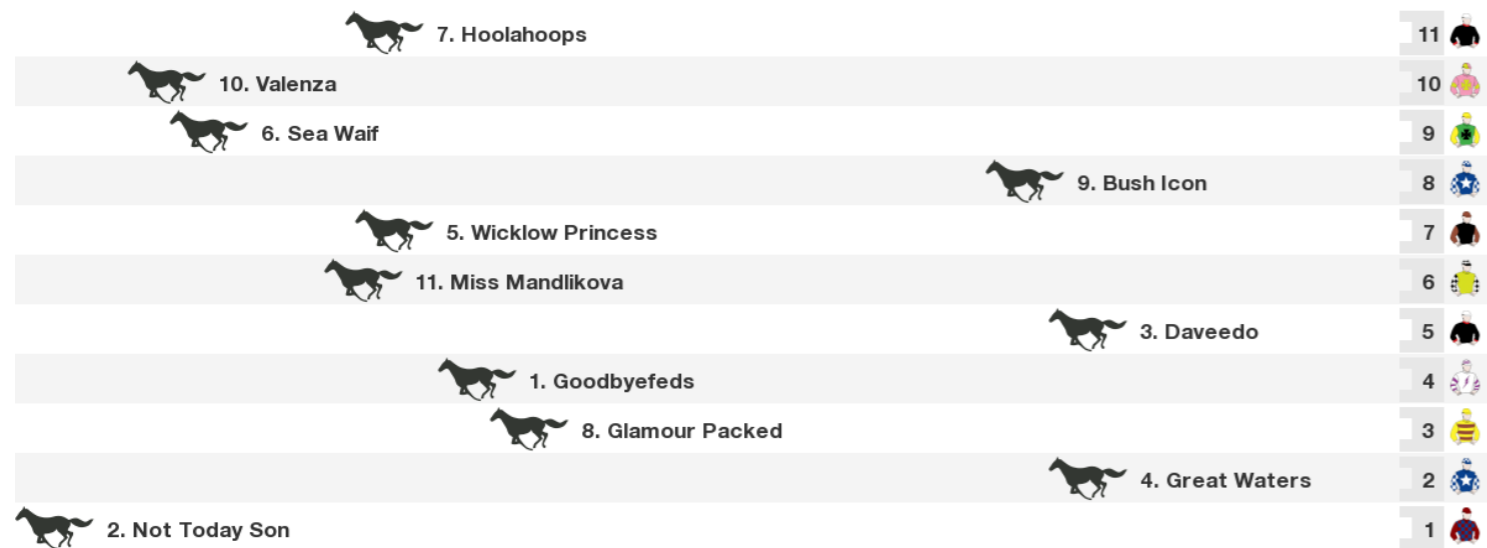 7. Hoolahoops 11
10. Valenza 10
6. Sea Waif 9
9. Bush Icon 8
5. Wicklow Princess 7
11. Miss Mandlikova 6
3. Daveedo 5
1. Goodbyefeds 4
8. Glamour Packed 3
4. Great Waters 2
2. Not Today Son 1